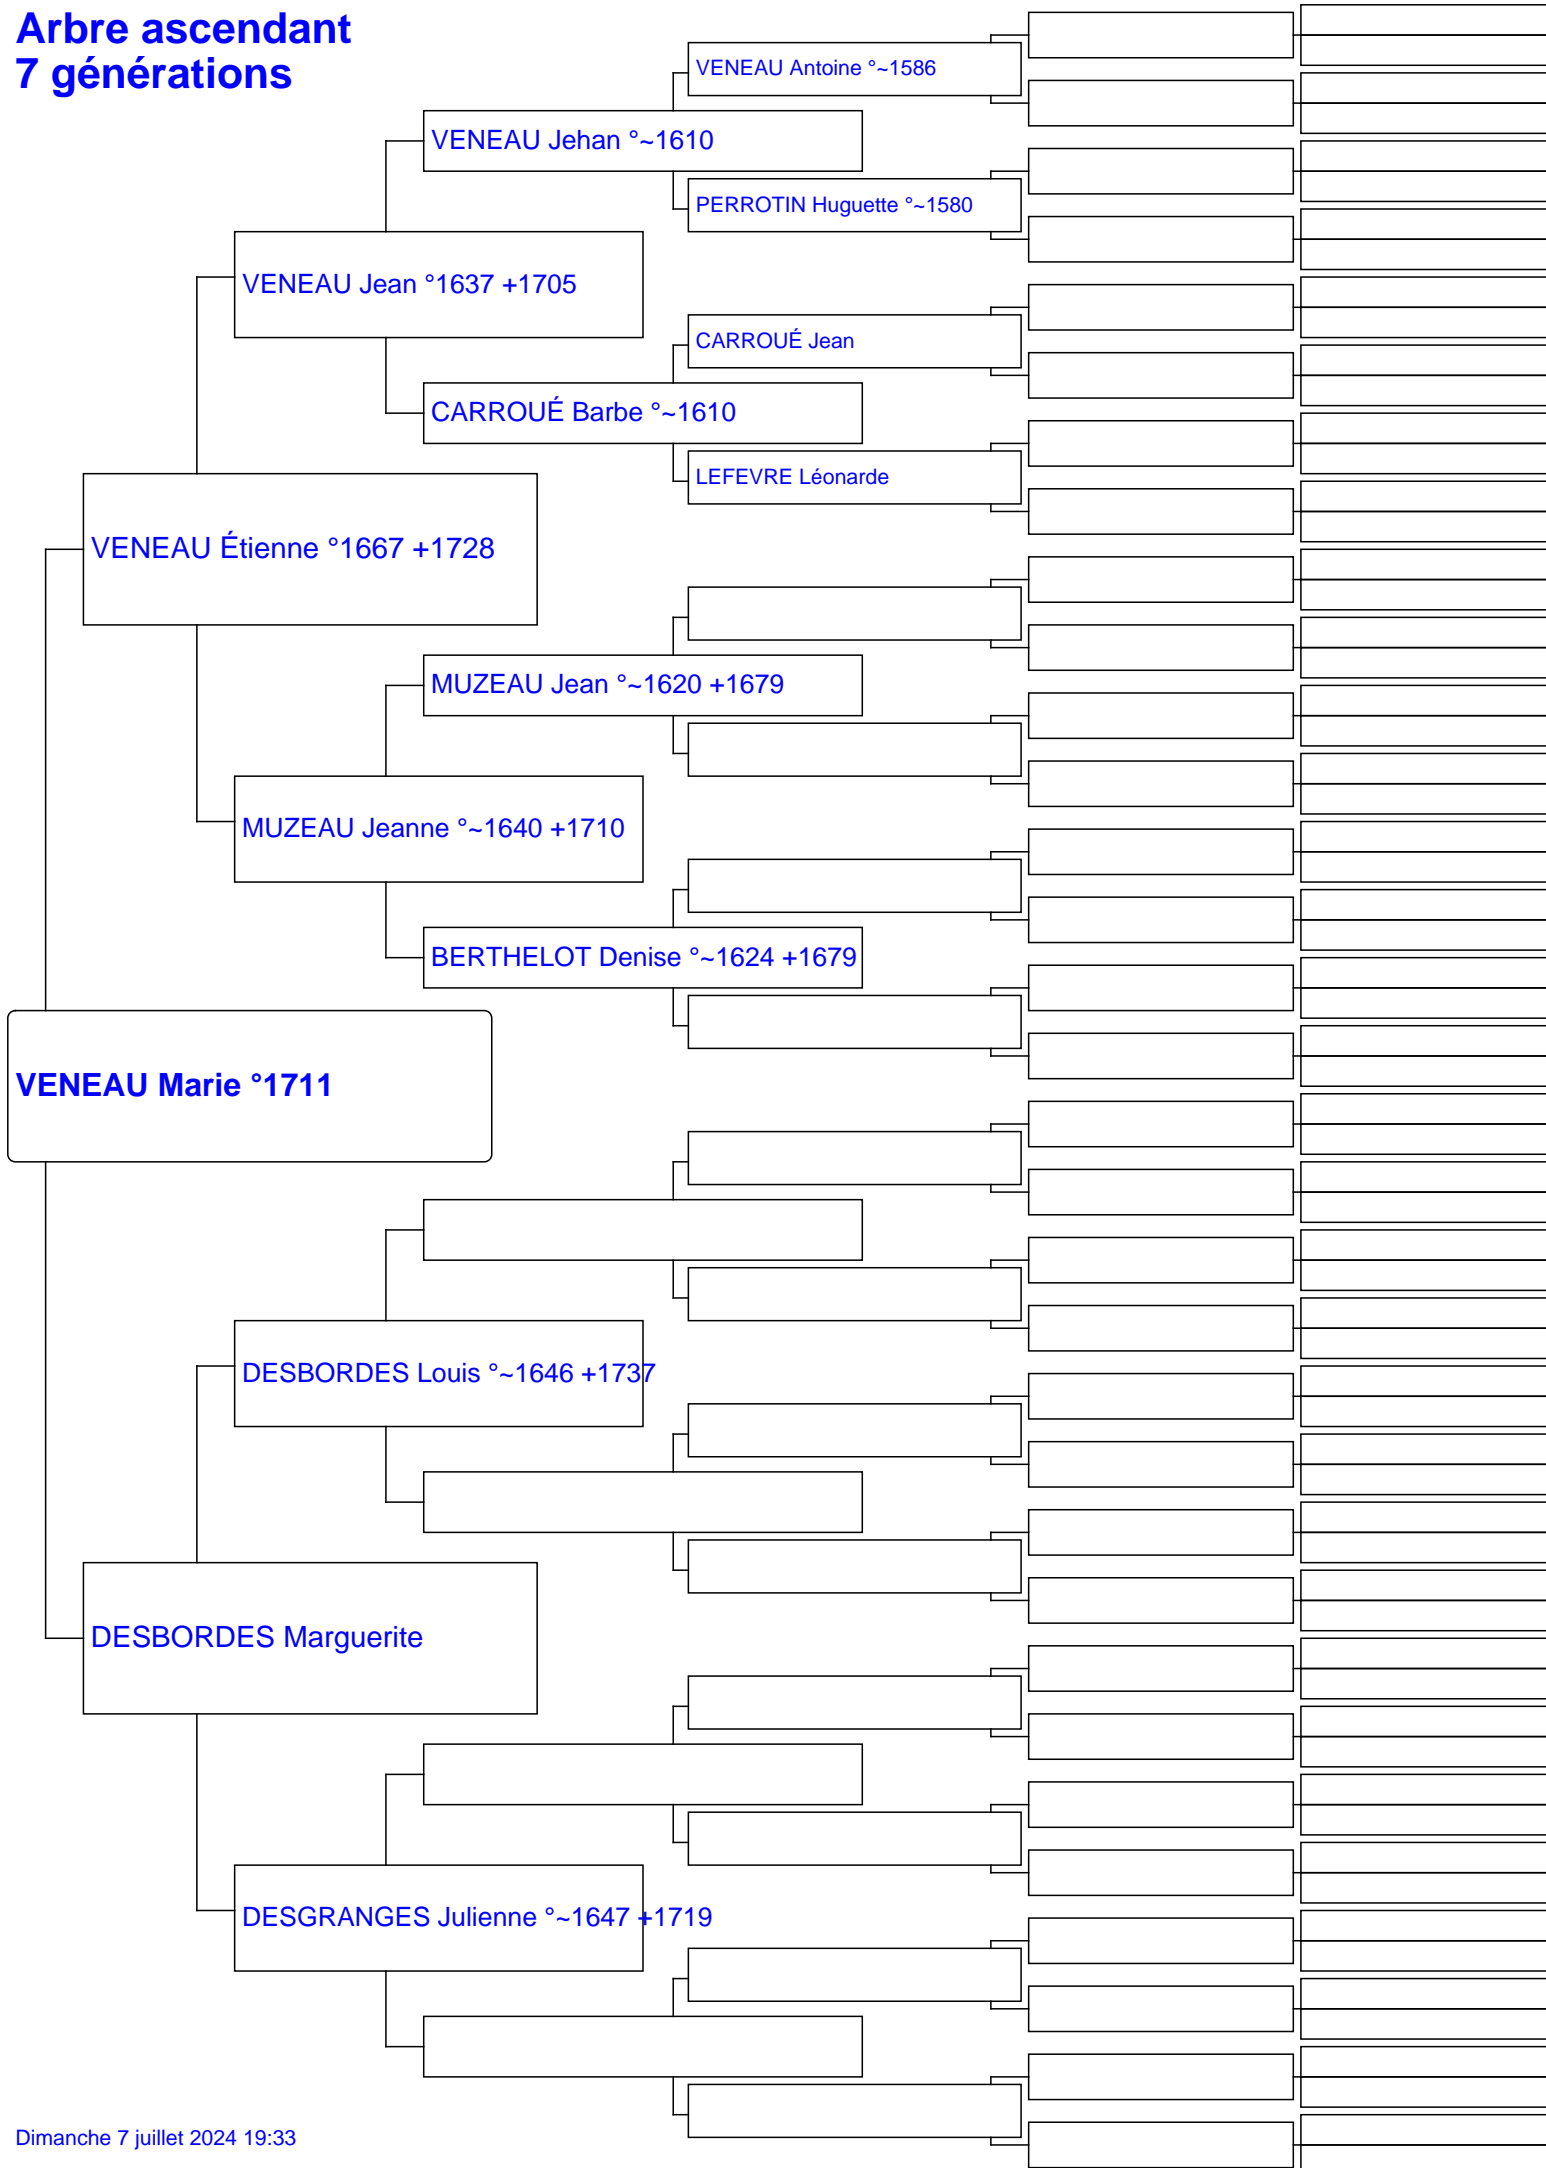 Arbre ascendant
7 générations
VENEAU Antoine °~1586
VENEAU Jehan °~1610
PERROTIN Huguette °~1580
VENEAU Jean °1637 +1705
CARROUÉ Jean
CARROUÉ Barbe °~1610
LEFEVRE Léonarde
VENEAU Étienne °1667 +1728
MUZEAU Jean °~1620 +1679
MUZEAU Jeanne °~1640 +1710
BERTHELOT Denise °~1624 +1679
VENEAU Marie °1711
DESBORDES Louis °~1646 +1737
DESBORDES Marguerite
DESGRANGES Julienne °~1647 +1719
Dimanche 7 juillet 2024 19:33